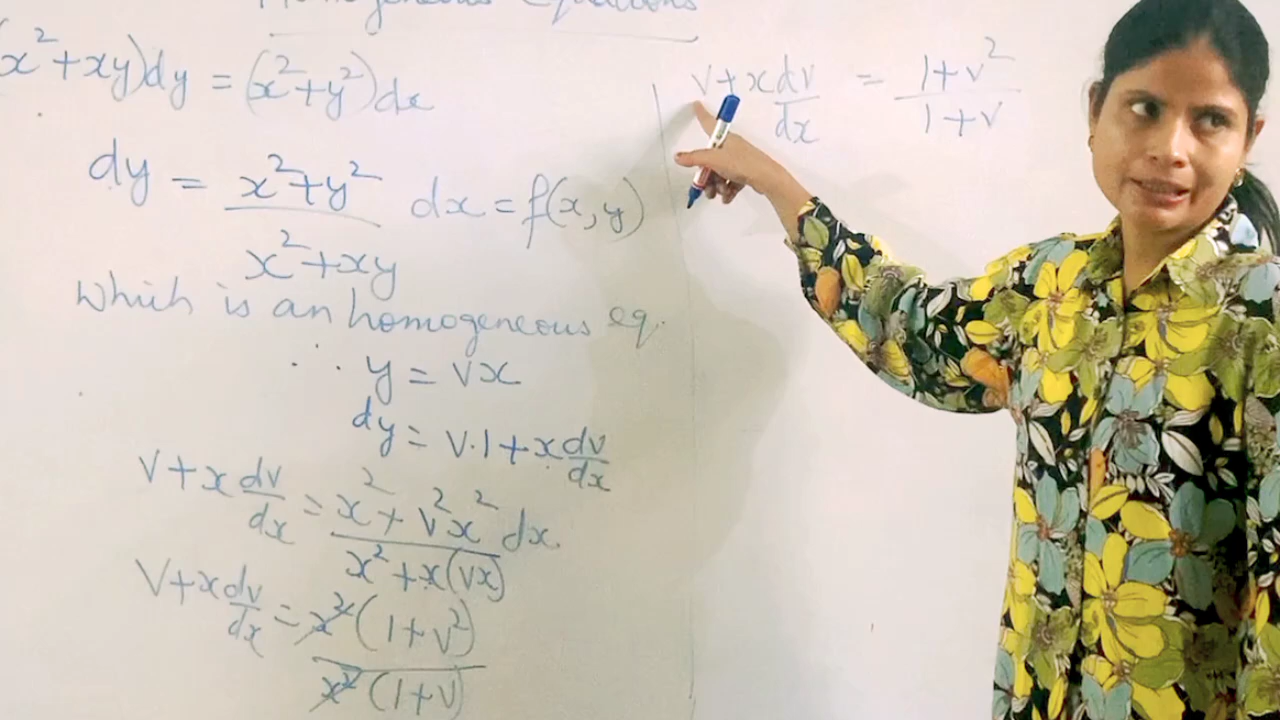 Homogeneous Equations
(x²+xy)dy = (x²+y²)dx
dy = x²+y² / x²+xy dx = f(x,y)
Which is an homogeneous eq.
∴ y = vx
dy = v.1+x dv/dx
v+x dv/dx = x²+v²x² / x²+x(vx) dx
v+x dv/dx = x²(1+v²) / x²(1+v)
v+x dv/dx = 1+v² / 1+v